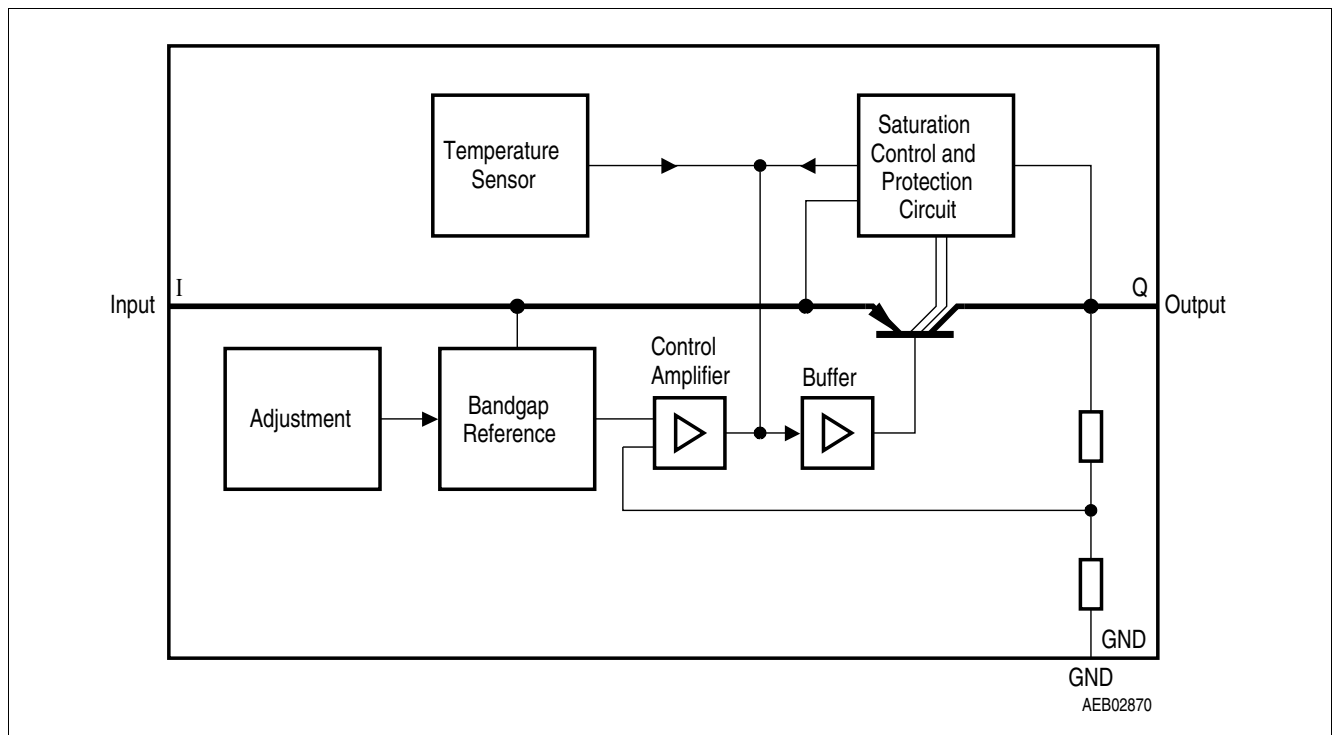 Temperature
Sensor
Saturation
Control and
Protection
Circuit
Input
I
Q
Output
Adjustment
Bandgap
Reference
Control
Amplifier
Buffer
GND
GND
AEB02870